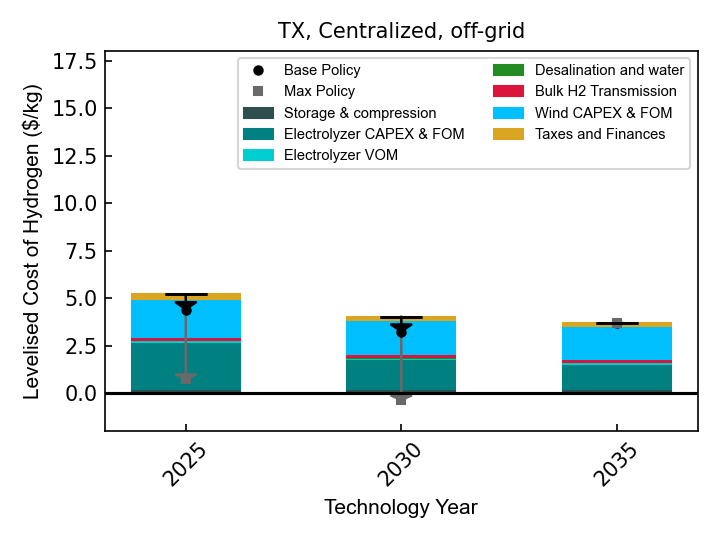 TX, Centralized, off-grid
Base Policy
Max Policy
Storage & compression
Electrolyzer CAPEX & FOM
Electrolyzer VOM
Desalination and water
Bulk H2 Transmission
Wind CAPEX & FOM
Taxes and Finances
Levelised Cost of Hydrogen ($/kg)
17.5
15.0
12.5
10.0
7.5
5.0
2.5
0.0
2025
2030
2035
Technology Year